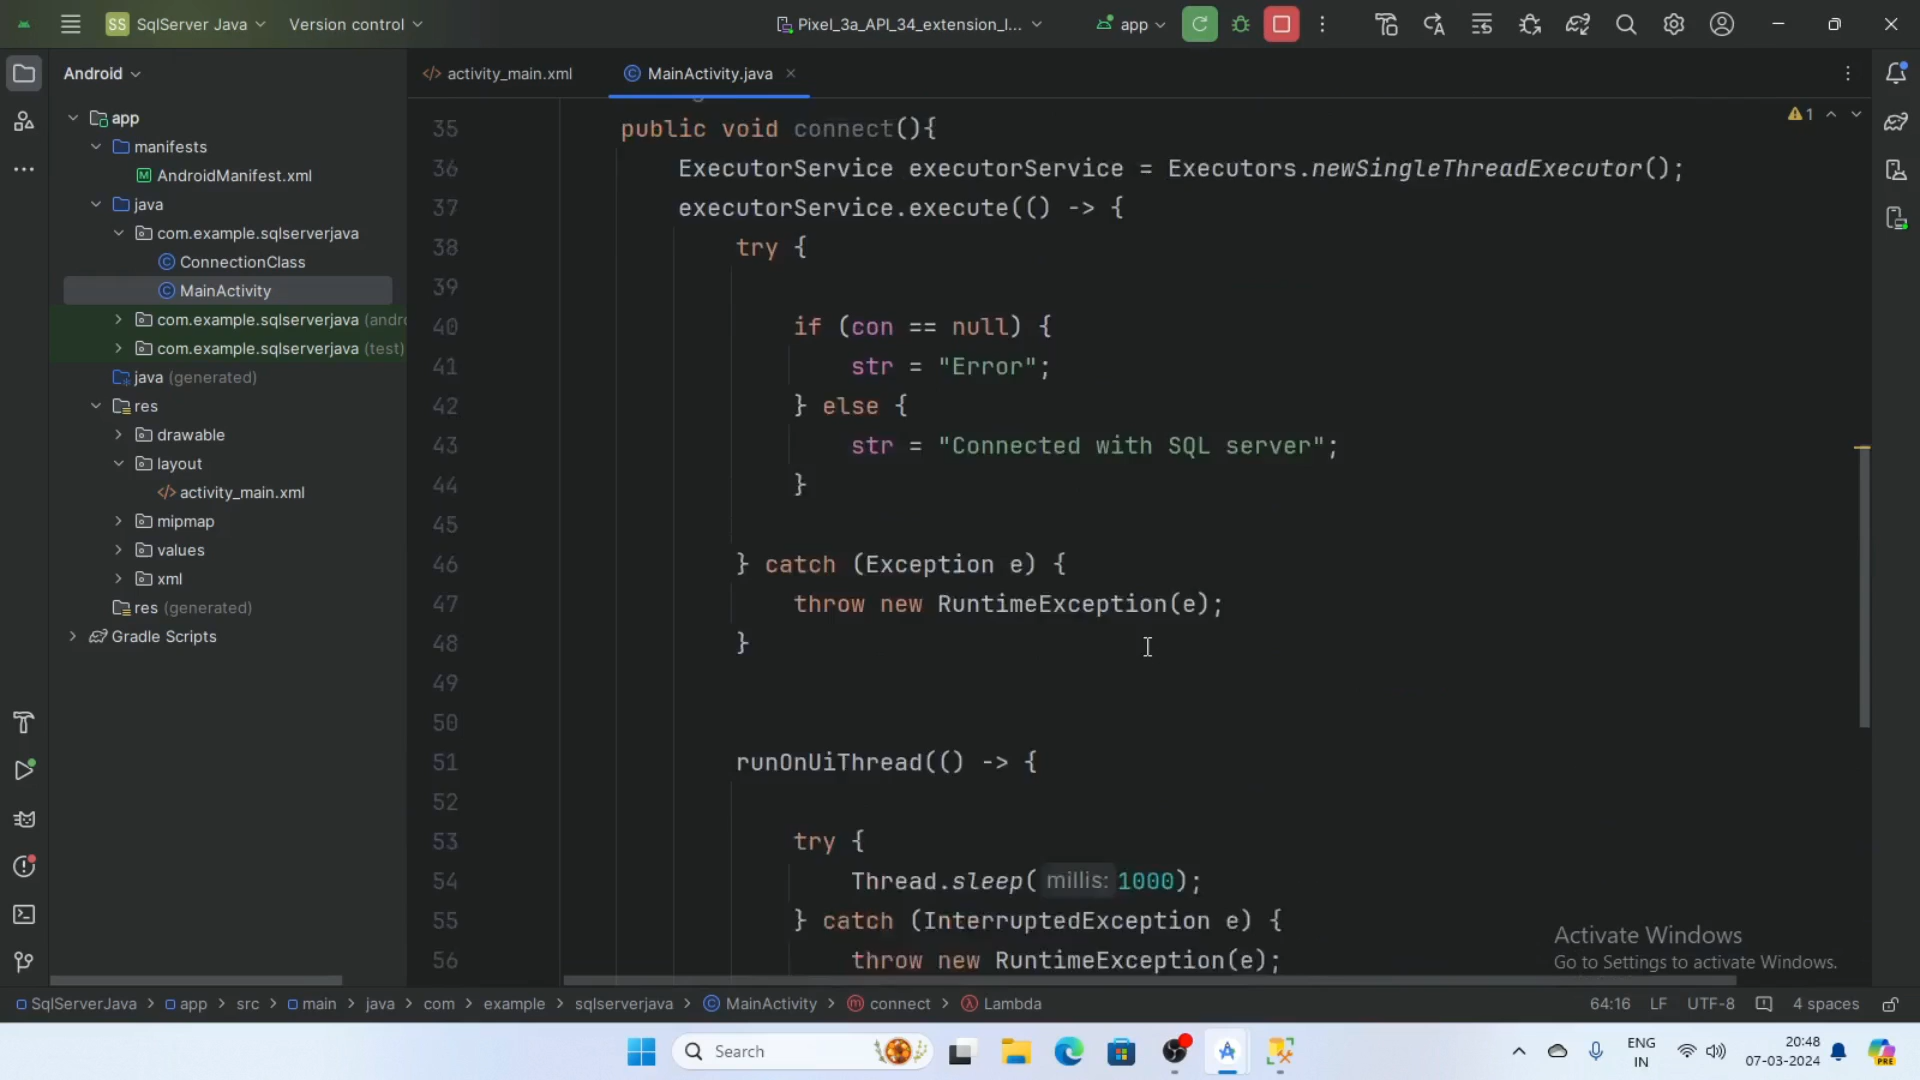 SS SqlServer Java Version control Pixel_3a_API_34_extension_l... app
Android
app
manifests
AndroidManifest.xml
java
com.example.sqlserverjava
ConnectionClass
MainActivity
com.example.sqlserverjava (andro
com.example.sqlserverjava (test)
java (generated)
res
drawable
layout
activity_main.xml
mipmap
values
xml
res (generated)
Gradle Scripts
activity_main.xml MainActivity.java
1
35 public void connect(){
36 ExecutorService executorService = Executors.newSingleThreadExecutor();
37 executorService.execute(() -> {
38 try {
39
40 if (con == null) {
41 str = "Error";
42 } else {
43 str = "Connected with SQL server";
44 }
45
46 } catch (Exception e) {
47 throw new RuntimeException(e);
48 }
49
50
51 runOnUiThread(() -> {
52
53 try {
54 Thread.sleep( millis: 1000);
55 } catch (InterruptedException e) {
56 throw new RuntimeException(e);
Activate Windows
Go to Settings to activate Windows.
SqlServerJava > app > src > main > java > com > example > sqlserverjava > MainActivity > connect > Lambda 64:16 LF UTF-8 4 spaces
Search
ENG
IN
20:48
07-03-2024
PRE